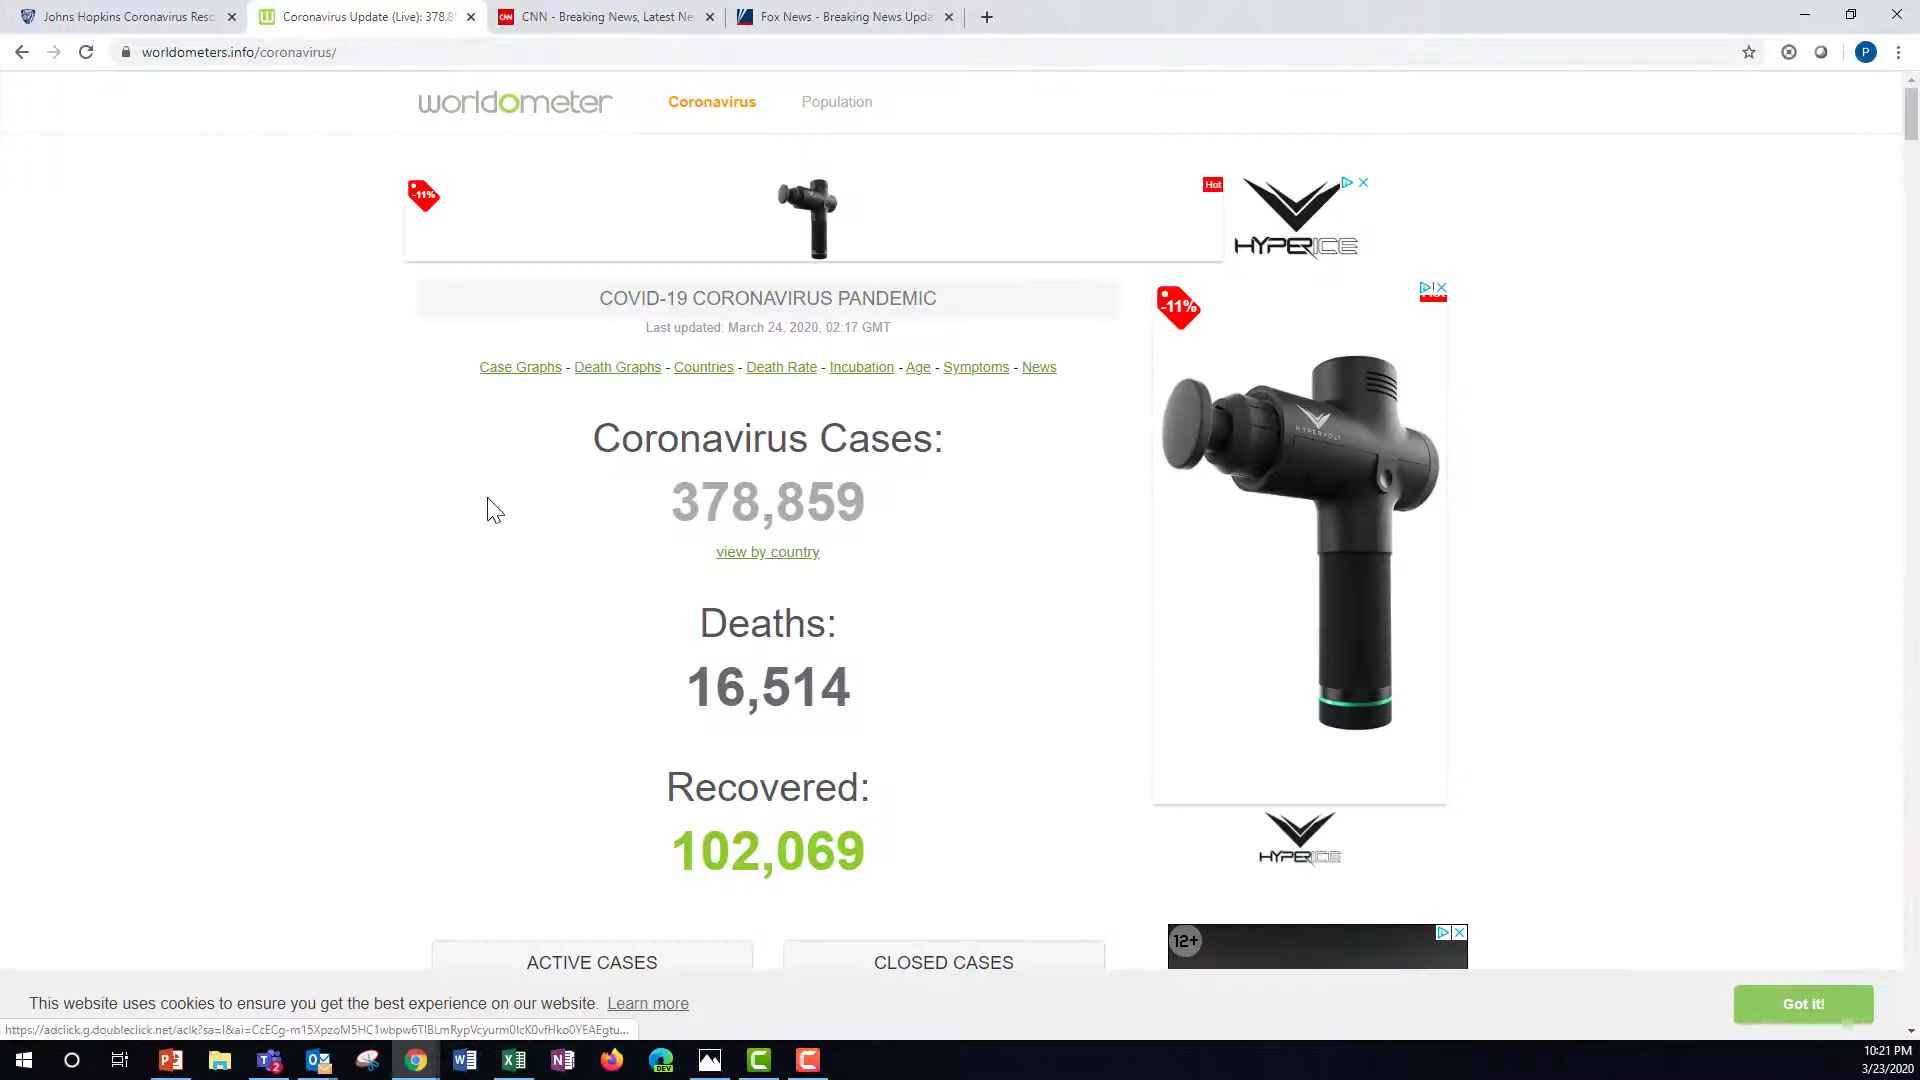 Johns Hopkins Coronavirus Reso
Coronavirus Update (Live): 378,8
CNN - Breaking News, Latest Ne
Fox News - Breaking News Upda
worldometers.info/coronavirus/
P
worldometer
Coronavirus
Population
-11%
Hot
HYPERICE
COVID-19 CORONAVIRUS PANDEMIC
Last updated: March 24, 2020, 02:17 GMT
-11%
Case Graphs - Death Graphs - Countries - Death Rate - Incubation - Age - Symptoms - News
HYPERVOLT
Coronavirus Cases:
378,859
view by country
Deaths:
16,514
Recovered:
102,069
HYPERICE
12+
ACTIVE CASES
CLOSED CASES
This website uses cookies to ensure you get the best experience on our website. Learn more
Got it!
10:21 PM
3/23/2020